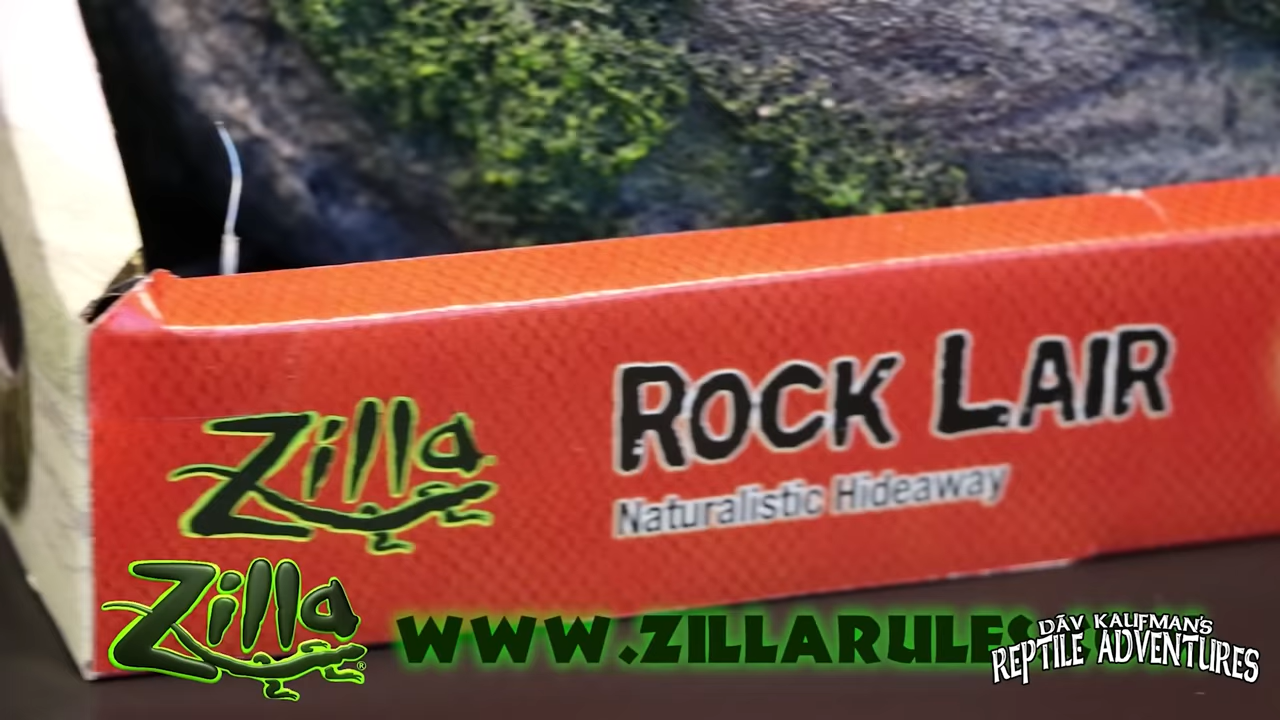 Zilla
ROCK LAIR
Naturalistic Hideaway
Zilla®
WWW.ZILLARULES
DAV KAUFMAN'S
REPTILE ADVENTURES